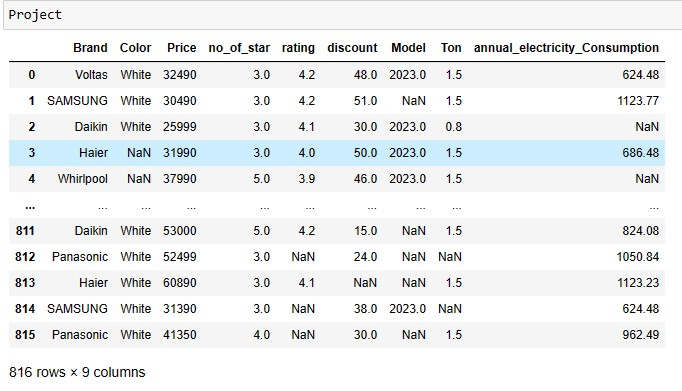 Project
Brand Color Price no_of_star rating discount Model Ton annual_electricity_Consumption
0 Voltas White 32490 3.0 4.2 48.0 2023.0 1.5 624.48
1 SAMSUNG White 30490 3.0 4.2 51.0 NaN 1.5 1123.77
2 Daikin White 25999 3.0 4.1 30.0 2023.0 0.8 NaN
3 Haier NaN 31990 3.0 4.0 50.0 2023.0 1.5 686.48
4 Whirlpool NaN 37990 5.0 3.9 46.0 2023.0 1.5 NaN
... ... ... ... ... ... ... ... ... ...
811 Daikin White 53000 5.0 4.2 15.0 NaN 1.5 824.08
812 Panasonic White 52499 3.0 NaN 24.0 NaN NaN 1050.84
813 Haier White 60890 3.0 4.1 NaN NaN 1.5 1123.23
814 SAMSUNG White 31390 3.0 NaN 38.0 2023.0 NaN 624.48
815 Panasonic White 41350 4.0 NaN 30.0 NaN 1.5 962.49
816 rows × 9 columns